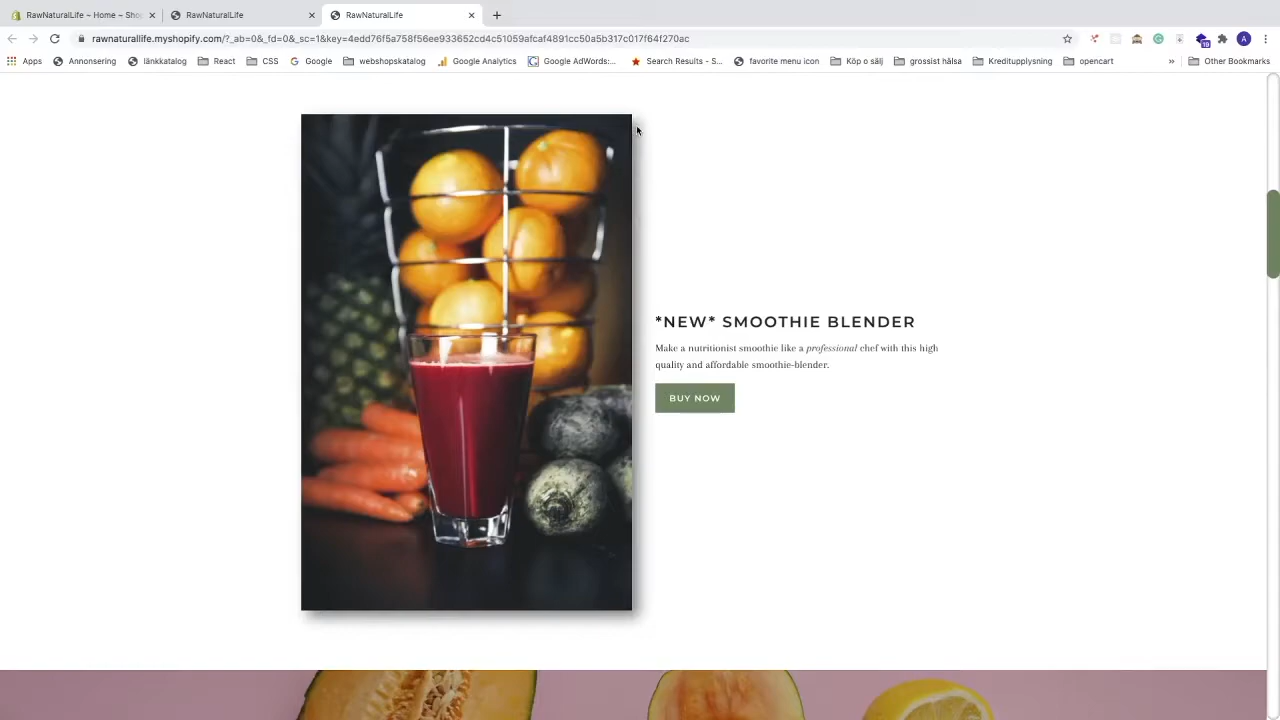 RawNaturalLife ~ Home ~ Shop
RawNaturalLife
RawNaturalLife
rawnaturallife.myshopify.com/?_ab=0&_fd=0&_sc=1&key=4edd76f5a758f56ee933652cd4c51059afcaf4891cc50a5b317c017f64f270ac
A
Apps
Annonsering
länkkatalog
React
CSS
Google
webshopskatalog
Google Analytics
Google AdWords:...
Search Results - S...
favorite menu icon
Köp o sälj
grossist hälsa
Kreditupplysning
opencart
»
Other Bookmarks
*NEW* SMOOTHIE BLENDER
Make a nutritionist smoothie like a professional chef with this high
quality and affordable smoothie-blender.
BUY NOW